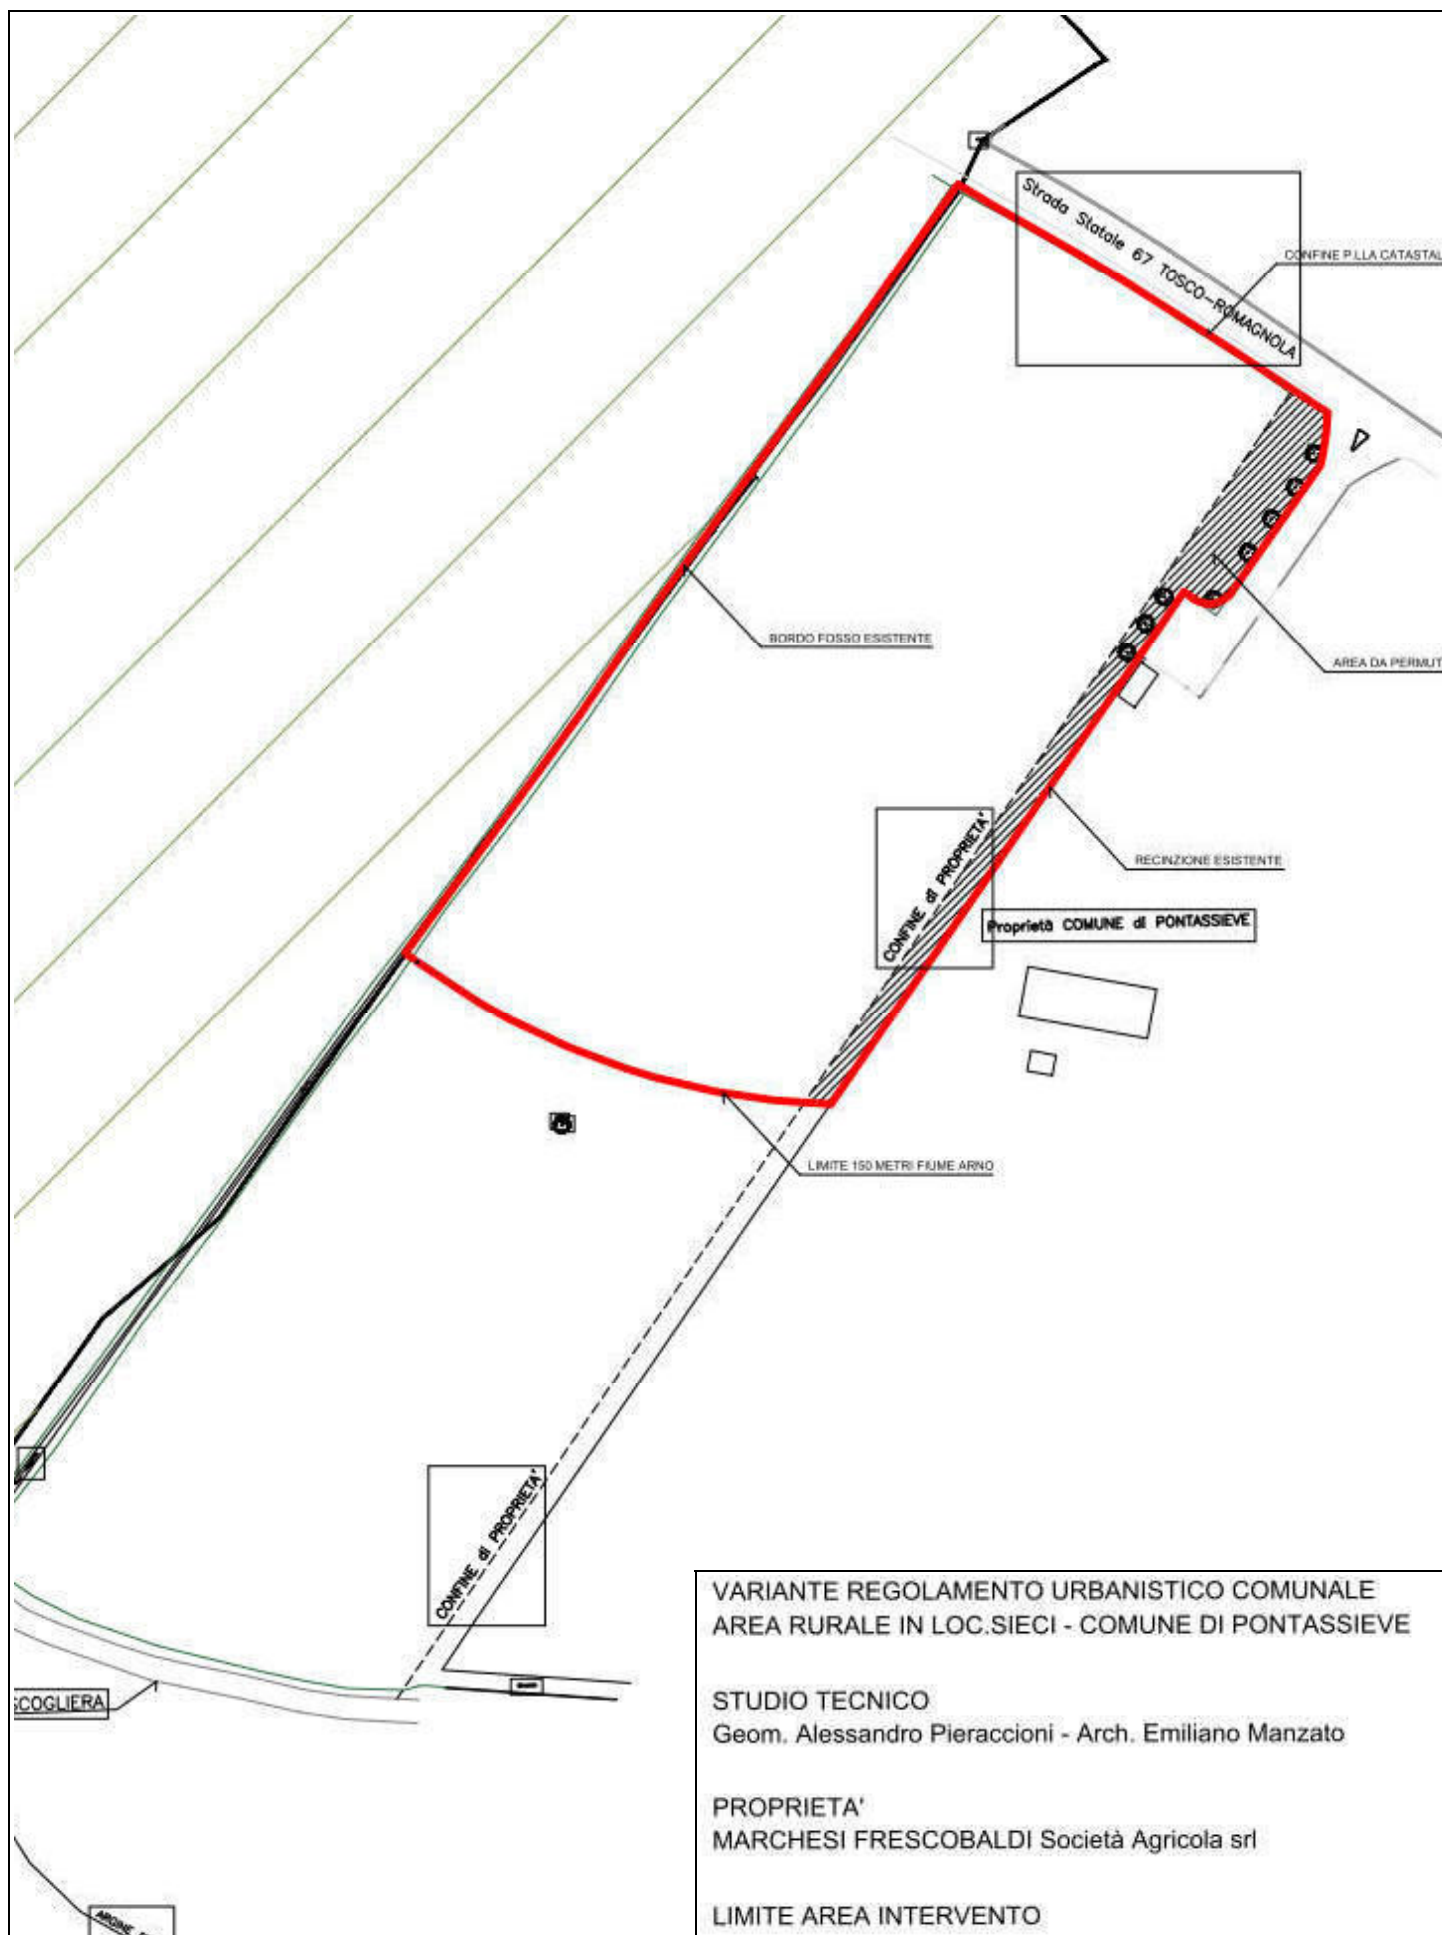 Strada Statale 67 TOSCO-ROMAGNOLA
CONFINE P.LLA CATASTAL
BORDO FOSSO ESISTENTE
AREA DA PERMUT
CONFINE di PROPRIETA'
RECINZIONE ESISTENTE
Proprietà COMUNE di PONTASSIEVE
LIMITE 150 METRI FIUME ARNO
CONFINE di PROPRIETA'
SCOGLIERA
ARGINE
VARIANTE REGOLAMENTO URBANISTICO COMUNALE
AREA RURALE IN LOC.SIECI - COMUNE DI PONTASSIEVE
STUDIO TECNICO
Geom. Alessandro Pieraccioni - Arch. Emiliano Manzato
PROPRIETA'
MARCHESI FRESCOBALDI Società Agricola srl
LIMITE AREA INTERVENTO